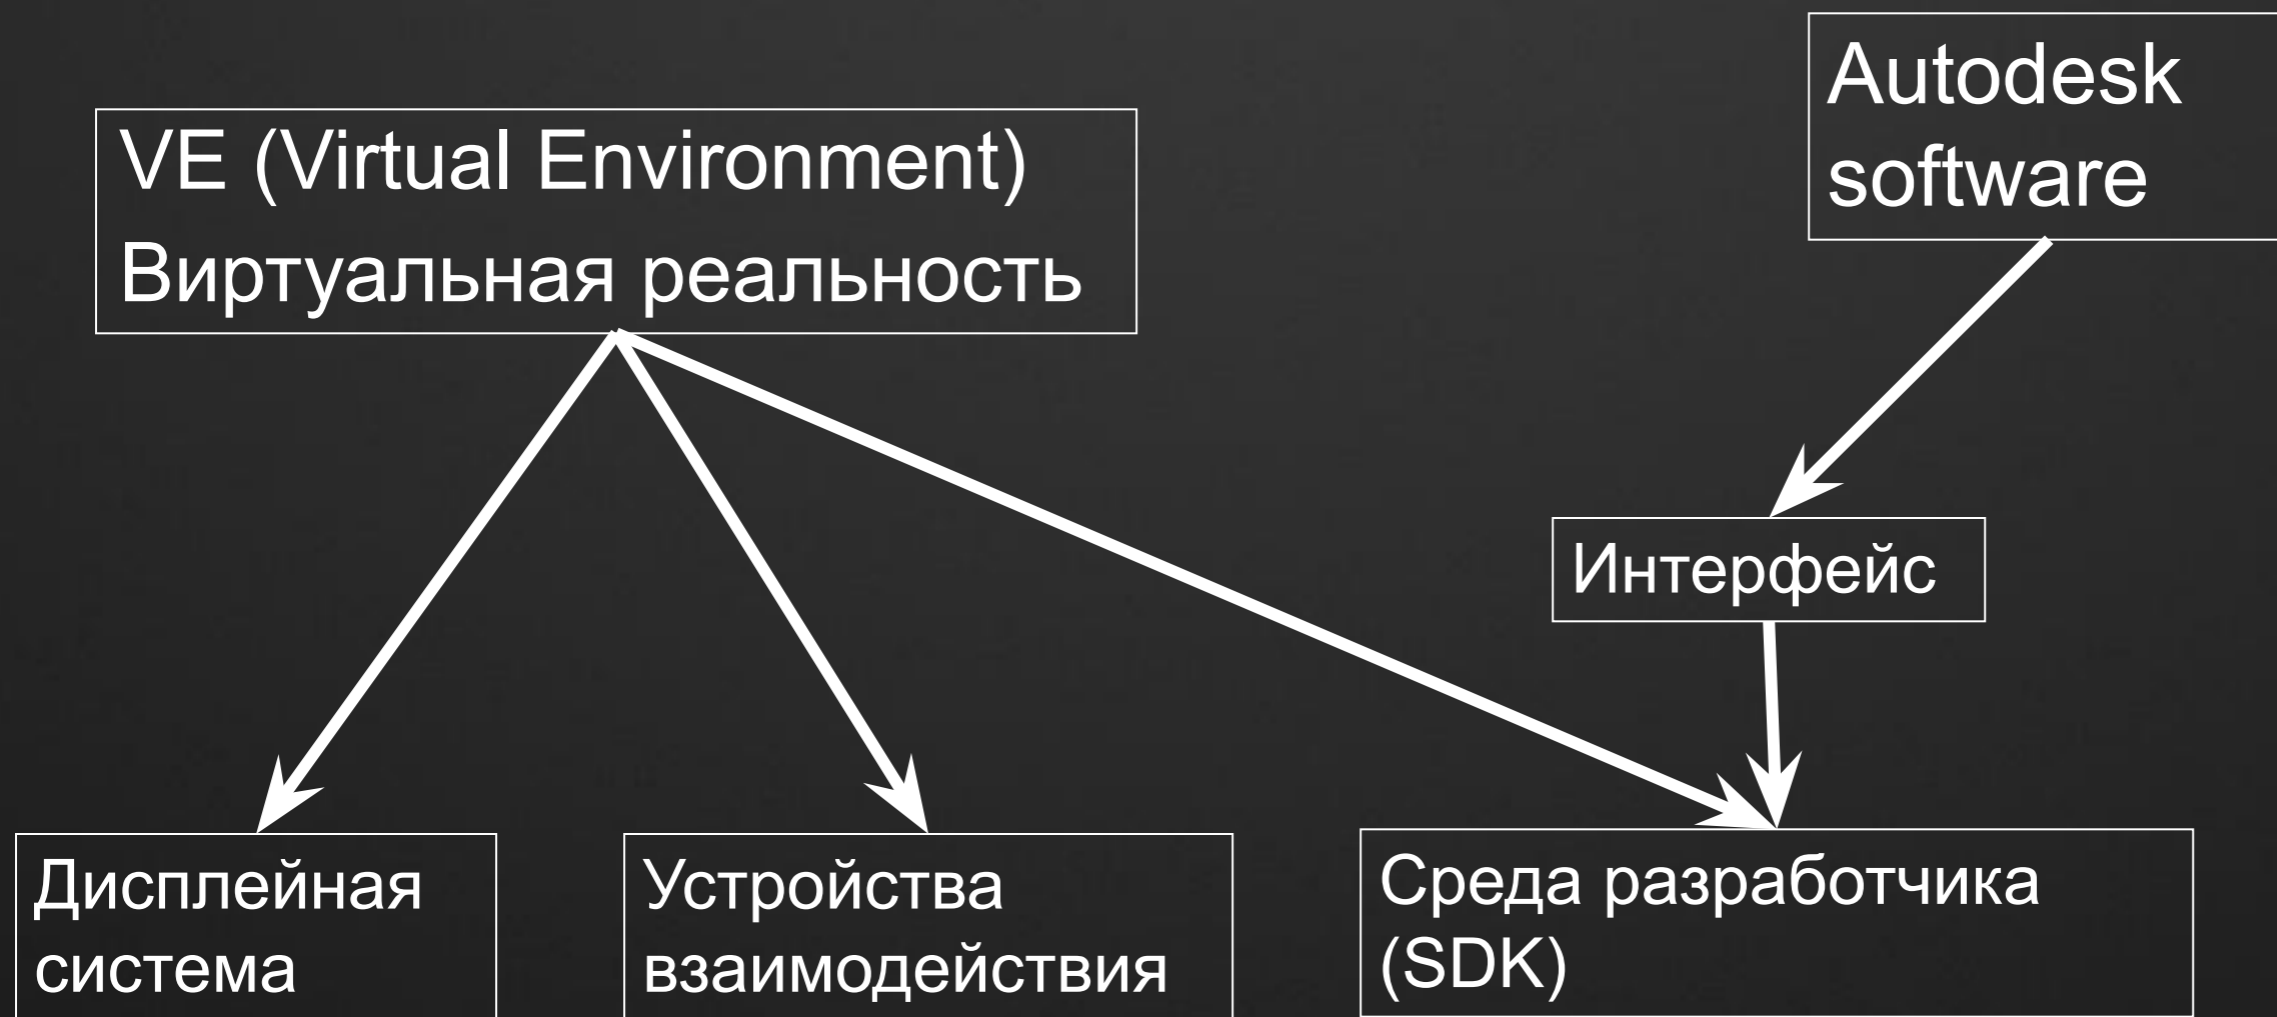 Autodesk
software
VE (Virtual Environment)
Виртуальная реальность
Интерфейс
Дисплейная
система
Устройства
взаимодействия
Среда разработчика
(SDK)